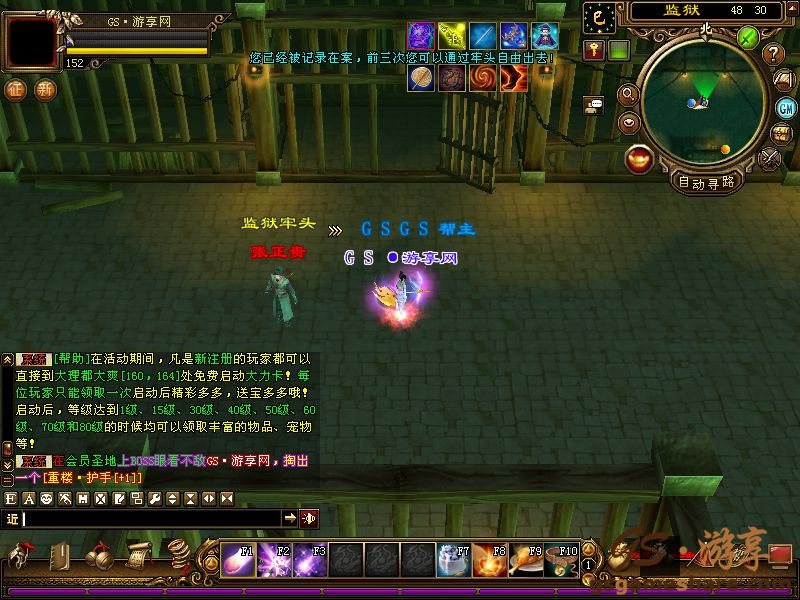 GS·游享网
监狱 48 30
北
152
征 新
您已经被记录在案，前三次您可以通过牢头自由出去!
GM
自动寻路
监狱牢头
GSGS 帮主
张正贵
GS ●游享网
系统 [帮助]在活动期间，凡是新注册的玩家都可以
直接到大理都大爽[160，164]处免费启动大力卡! 每
位玩家只能领取一次启动后精彩多多，送宝多多哦!
启动后，等级达到1级、15级、30级、40级、50级、60
级、70级和80级的时候均可以领取丰富的物品、宠物
等!
系统 在会员圣地上BOSS眼看不敌GS·游享网，掏出
一个[重楼·护手[+1]]
近
F1 F2 F3 F7 F8 F9 F10
1
GS·游享